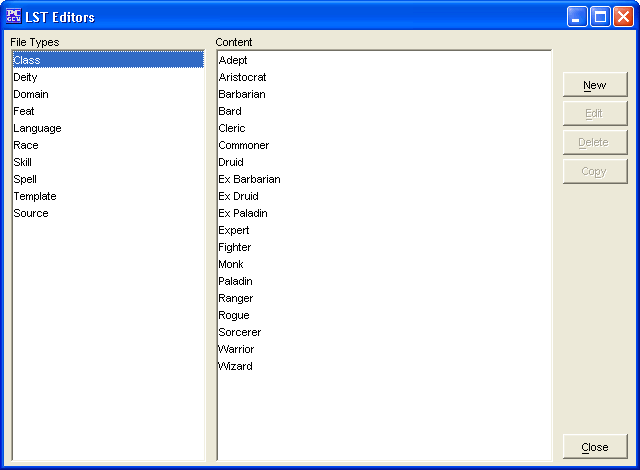 PC
GEN
LST Editors
File Types
Class
Deity
Domain
Feat
Language
Race
Skill
Spell
Template
Source
Content
Adept
Aristocrat
Barbarian
Bard
Cleric
Commoner
Druid
Ex Barbarian
Ex Druid
Ex Paladin
Expert
Fighter
Monk
Paladin
Ranger
Rogue
Sorcerer
Warrior
Wizard
New
Edit
Delete
Copy
Close